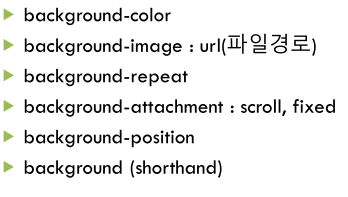 background-color
background-image : url(파일경로)
background-repeat
background-attachment : scroll, fixed
background-position
background (shorthand)